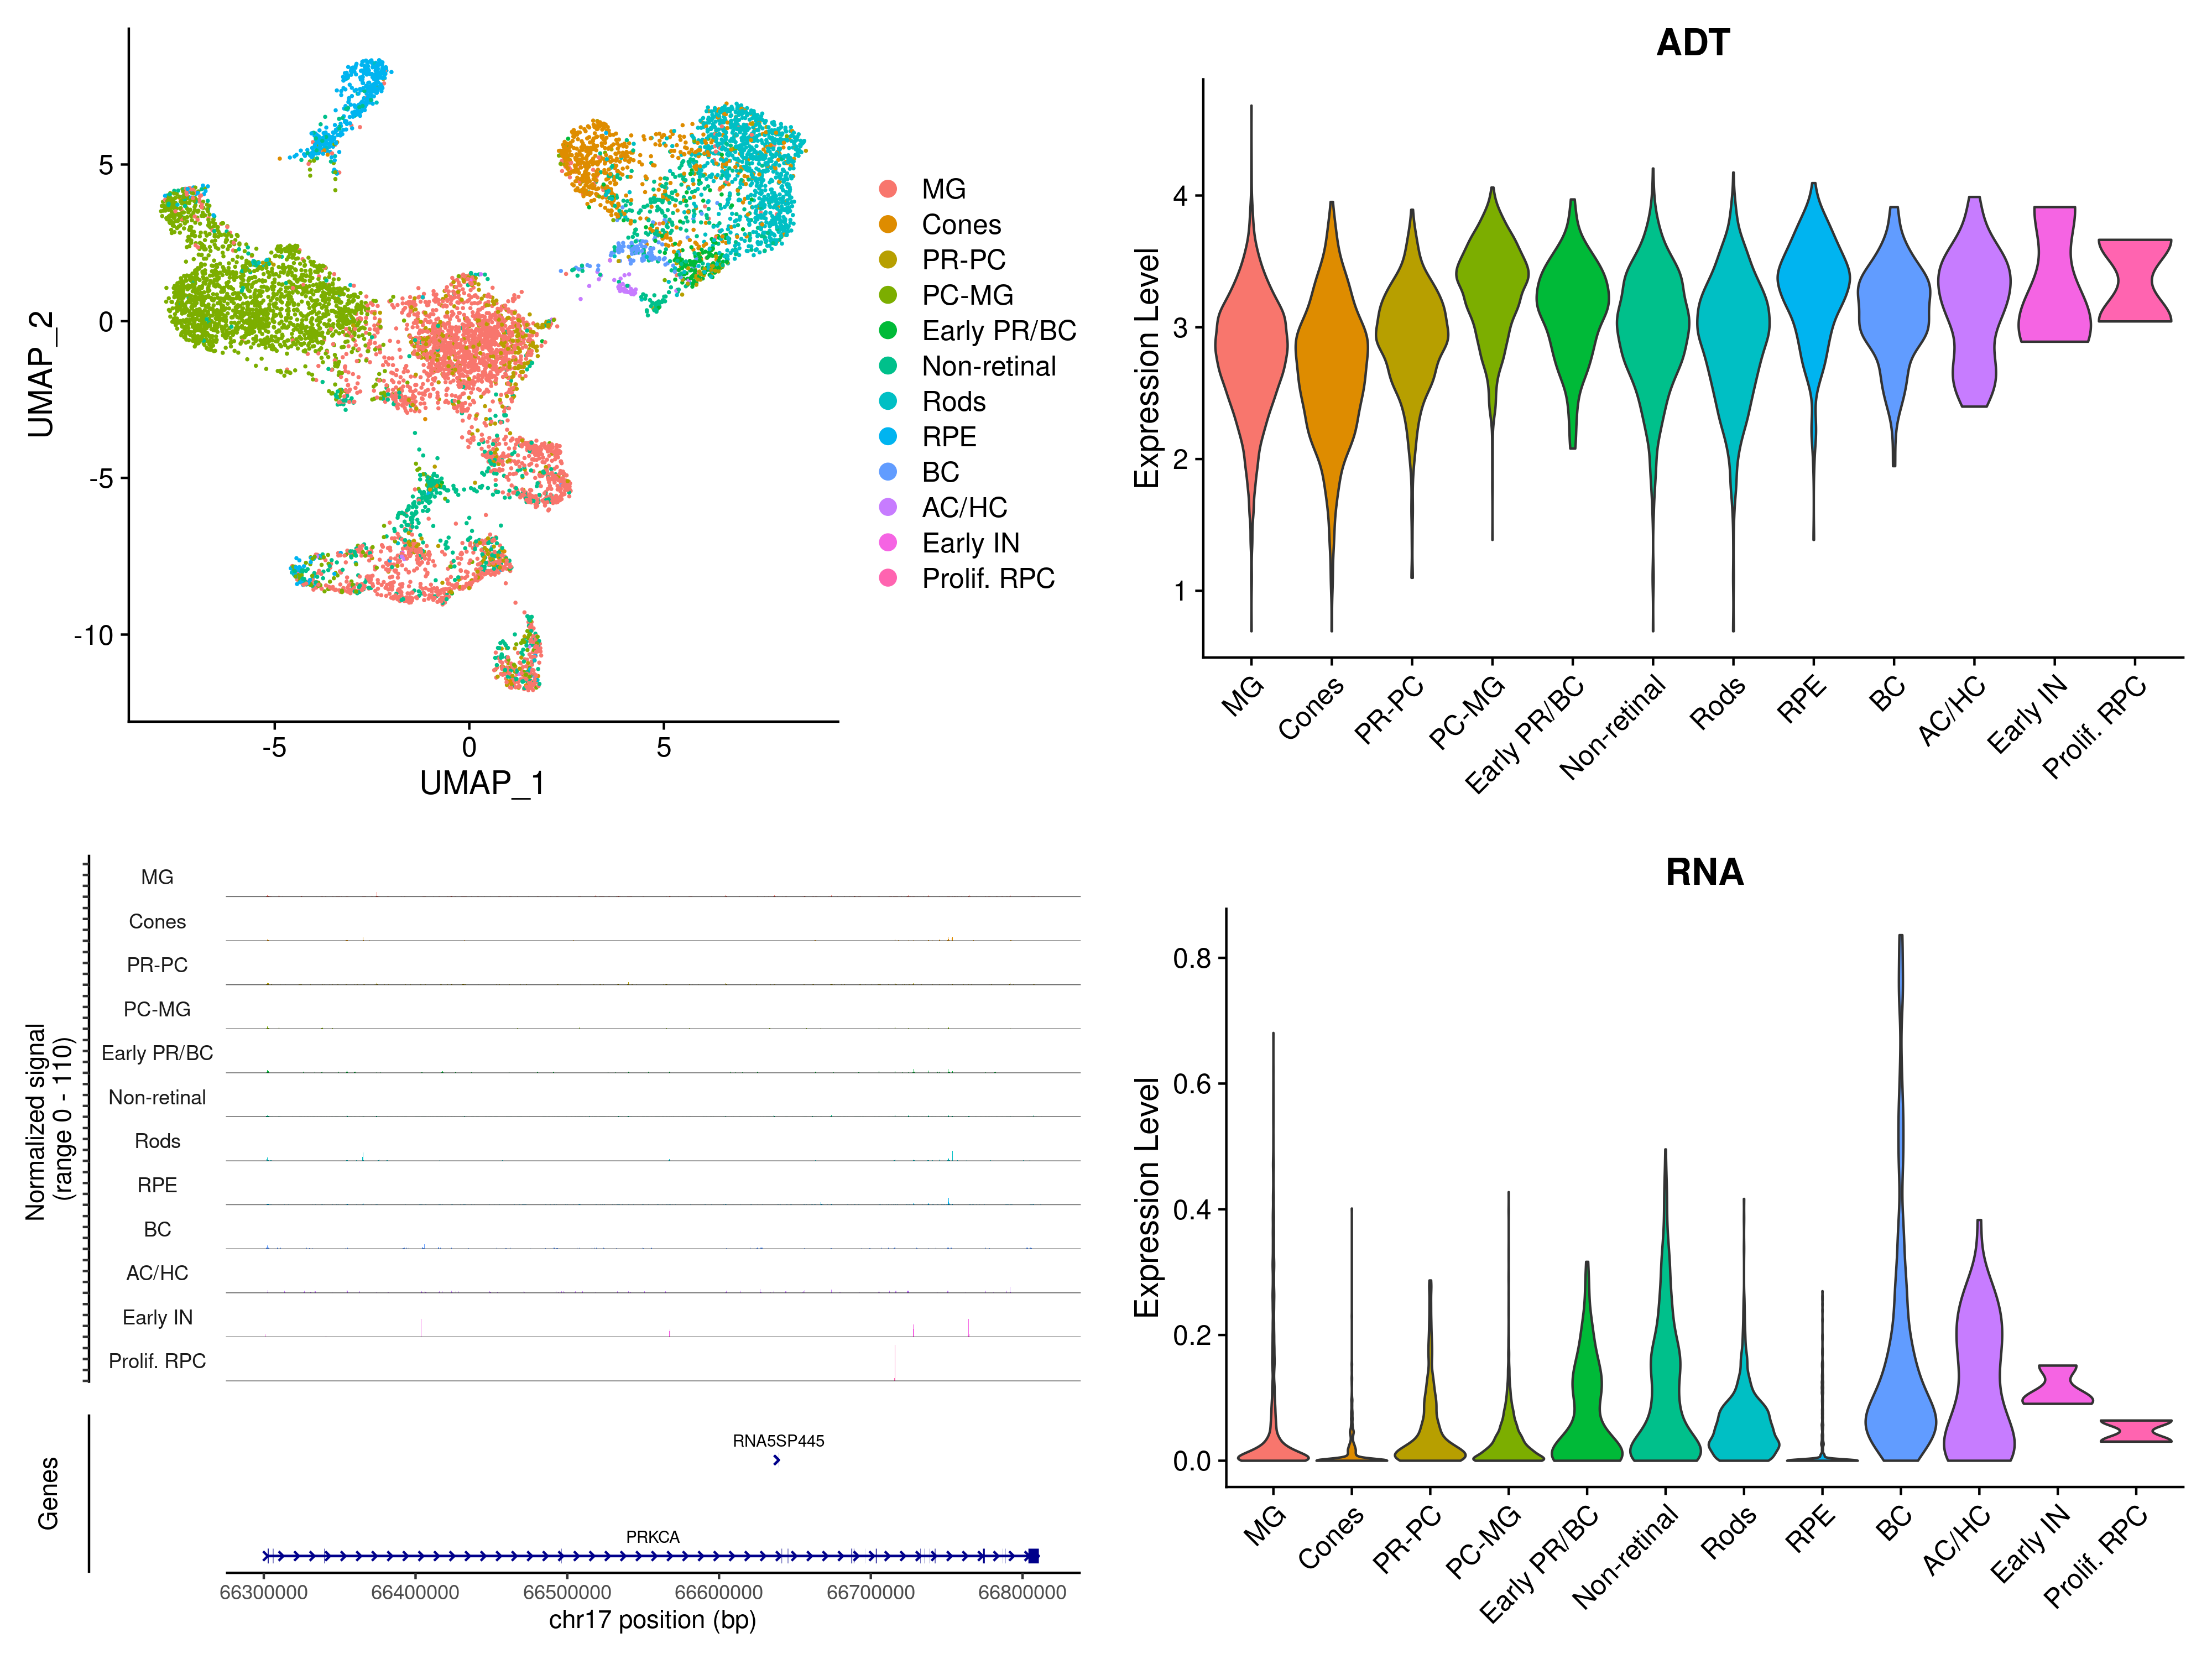 UMAP_2
5
0
-5
-10
-5
0
5
UMAP_1
MG
Cones
PR-PC
PC-MG
Early PR/BC
Non-retinal
Rods
RPE
BC
AC/HC
Early IN
Prolif. RPC
ADT
Expression Level
4
3
2
1
MG
Cones
PR-PC
PC-MG
Early PR/BC
Non-retinal
Rods
RPE
BC
AC/HC
Early IN
Prolif. RPC
Normalized signal
(range 0 - 110)
MG
Cones
PR-PC
PC-MG
Early PR/BC
Non-retinal
Rods
RPE
BC
AC/HC
Early IN
Prolif. RPC
Genes
RNA5SP445
PRKCA
66300000
66400000
66500000
66600000
66700000
66800000
chr17 position (bp)
RNA
Expression Level
0.8
0.6
0.4
0.2
0.0
MG
Cones
PR-PC
PC-MG
Early PR/BC
Non-retinal
Rods
RPE
BC
AC/HC
Early IN
Prolif. RPC